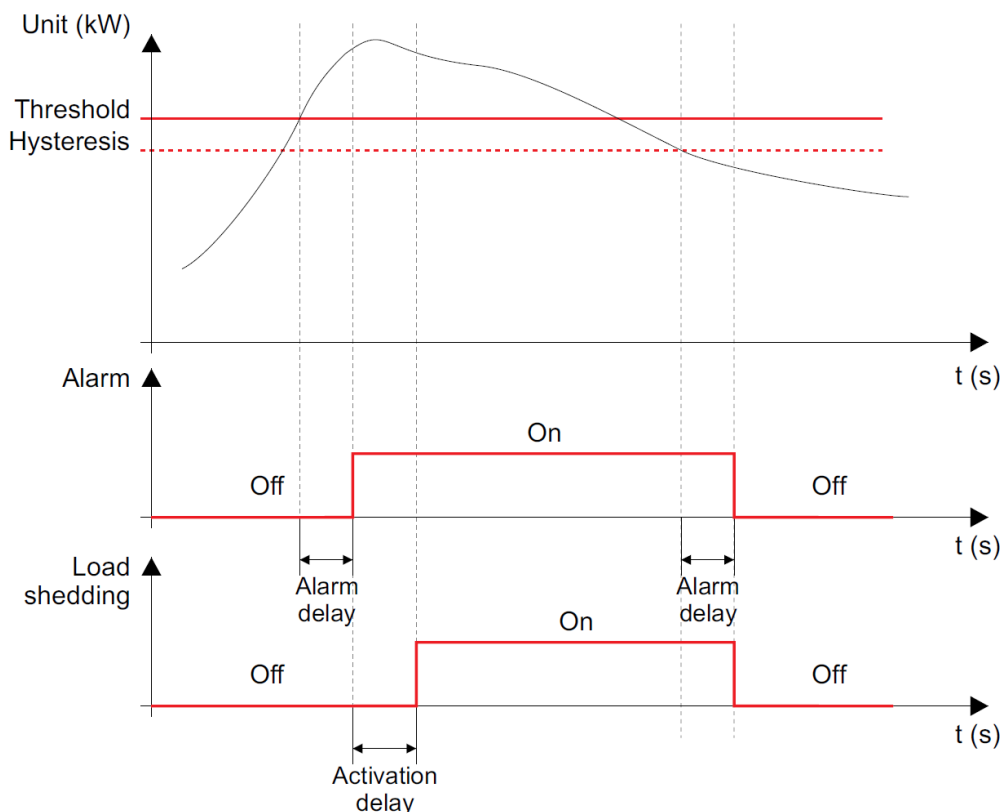 Unit (kW)
Threshold
Hysteresis
t (s)
Alarm
On
Off
Off
t (s)
Alarm
delay
Alarm
delay
Load
shedding
On
Off
Off
t (s)
Activation
delay